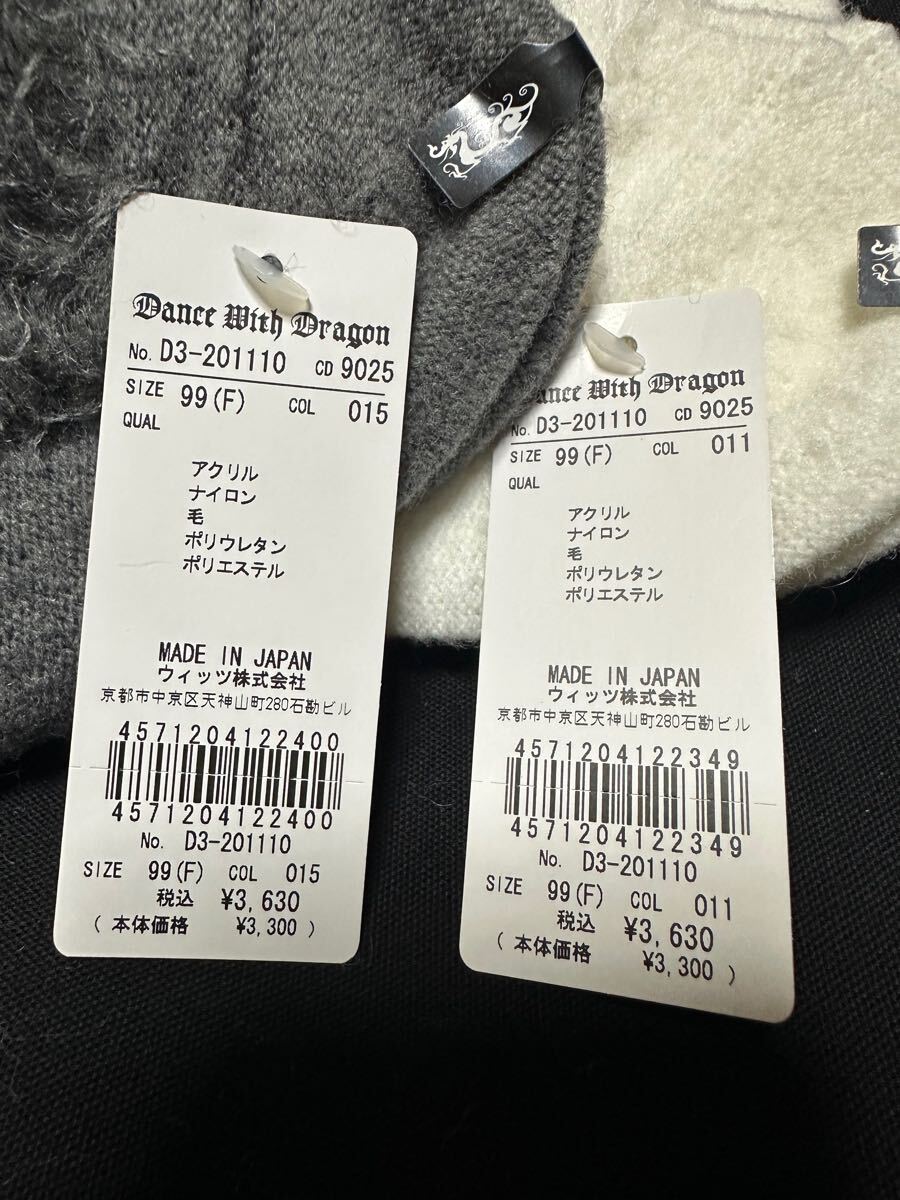 Dance With Dragon
No. D3-201110 CD 9025
SIZE 99(F) COL 015
QUAL
アクリル
ナイロン
毛
ポリウレタン
ポリエステル
MADE IN JAPAN
ウィッツ株式会社
京都市中京区天神山町280石勘ビル
4571204122400
4571204122400
No. D3-201110
SIZE 99(F) COL 015
税込 ¥3,630
( 本体価格 ¥3,300 )
ance With Dragon
No. D3-201110 CD 9025
SIZE 99(F) COL 011
QUAL
アクリル
ナイロン
毛
ポリウレタン
ポリエステル
MADE IN JAPAN
ウィッツ株式会社
京都市中京区天神山町280石勘ビル
4571204122349
4571204122349
No. D3-201110
SIZE 99(F) COL 011
税込 ¥3,630
( 本体価格 ¥3,300 )